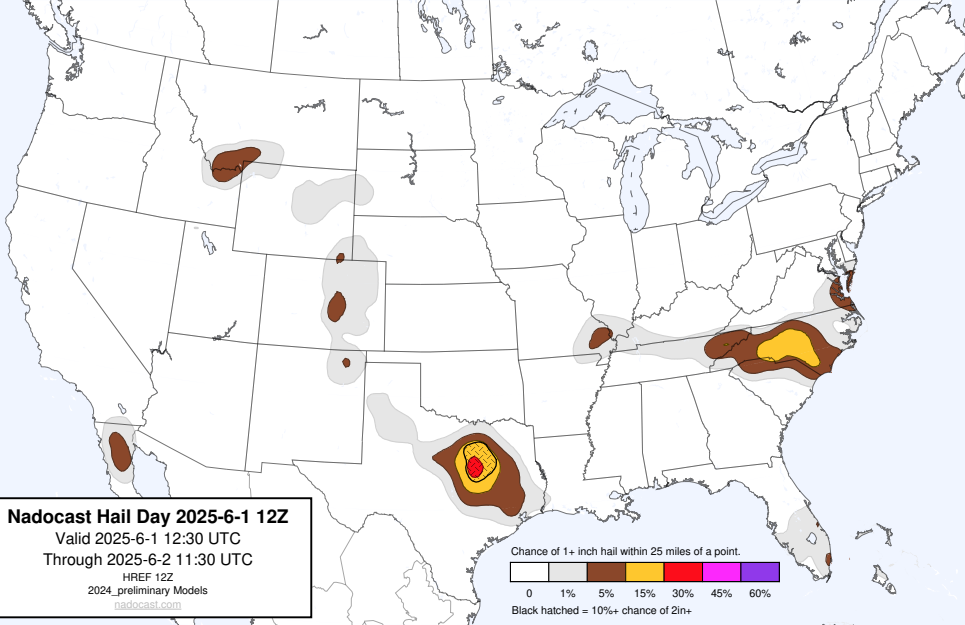 Nadocast Hail Day 2025-6-1 12Z
Valid 2025-6-1 12:30 UTC
Through 2025-6-2 11:30 UTC
HREF 12Z
2024_preliminary Models
nadocast.com
Chance of 1+ inch hail within 25 miles of a point.
0 1% 5% 15% 30% 45% 60%
Black hatched = 10%+ chance of 2in+